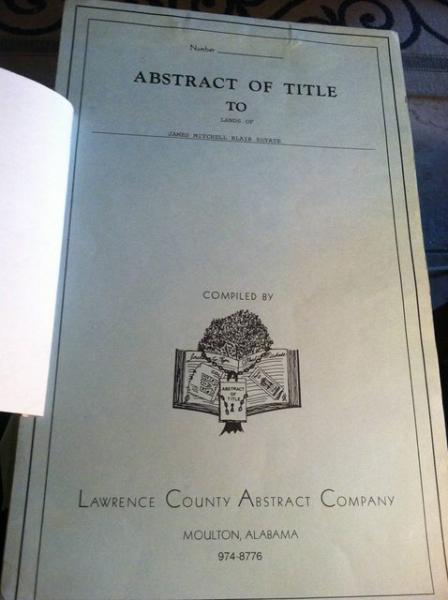 Number
ABSTRACT OF TITLE
TO
LANDS OF
JAMES MITCHELL BLAIR ESTATE
COMPILED BY
ABSTRACT
OF
TITLE
LAWRENCE COUNTY ABSTRACT COMPANY
MOULTON, ALABAMA
974-8776